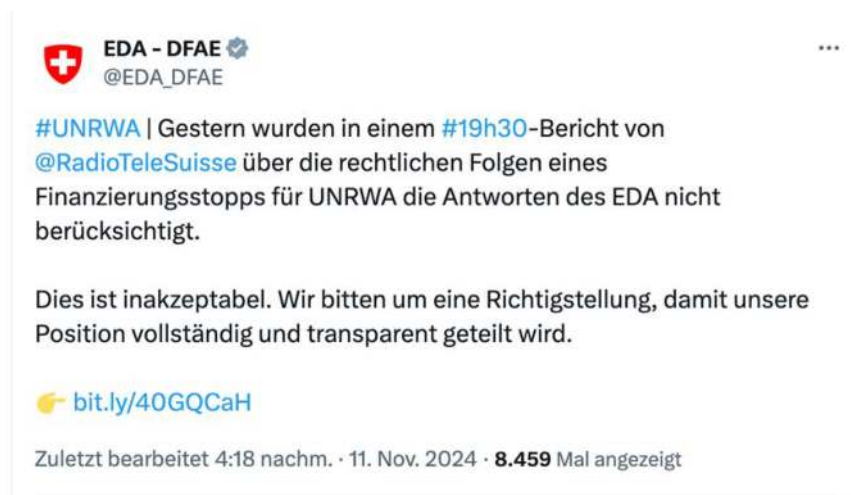 EDA - DFAE
@EDA_DFAE
#UNRWA | Gestern wurden in einem #19h30-Bericht von
@RadioTeleSuisse über die rechtlichen Folgen eines
Finanzierungsstopps für UNRWA die Antworten des EDA nicht
berücksichtigt.
Dies ist inakzeptabel. Wir bitten um eine Richtigstellung, damit unsere
Position vollständig und transparent geteilt wird.
👉 bit.ly/40GQCaH
Zuletzt bearbeitet 4:18 nachm. · 11. Nov. 2024 · 8.459 Mal angezeigt